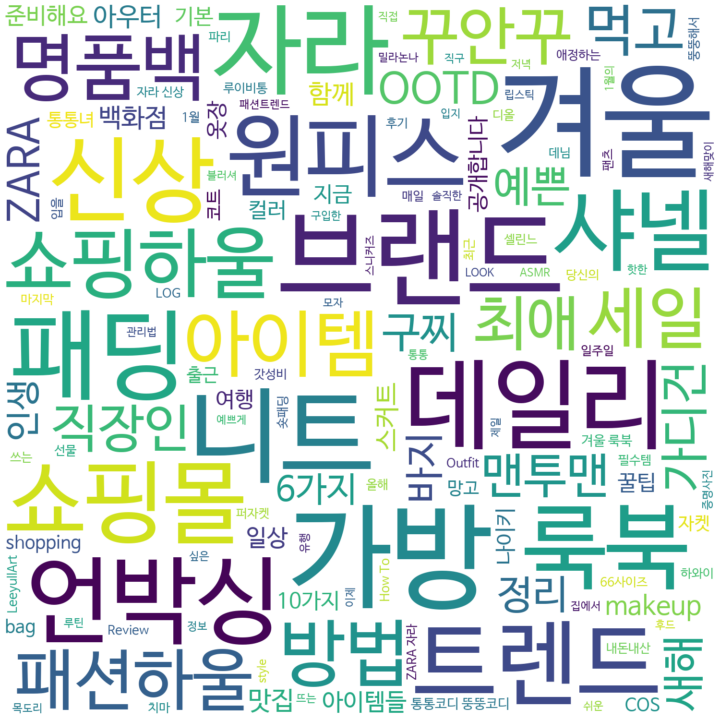 준비해요
아우터
기본
직접
파리
자라
꾸안꾸
밀라논나
직구
애정하는
저녁
먹고
뚱뚱해서
명품백
자라 신상
루이비통
함께
OOTD
디올
립스틱
1월의
겨울
통통녀
백화점
1월
옷장
패션트렌드
후기
입지
데님
팬츠
새해맞이
ZARA
입을
신상
불러셔
코트
원피스
지금
컬러
구입한
매일
솔직한
공개합니다
예쁜
샤넬
쇼핑하울
LOG
마지막
브랜드
스니커즈
최근
LOOK
셀린느
ASMR
당신의
핫한
모자
관리법
패딩
아이템
구찌
최애
세일
일주일
갓성비
통통
출근
인생
직장인
여행
예쁘게
숏패딩
니트
스커트
데일리
제일
겨울 룩북
가디건
선물
쓰는
쇼핑몰
퍼자켓
6가지
올해
바지
Outfit
망고
맨투맨
필수템
꿀팁
증명사진
shopping
일상
싶은
유행
가방
나이키
룩북
자켓
하와이
LeeyullArt
언박싱
10가지
이게
How To
정리
66사이즈
집에서
makeup
bag
루틴
Review
정보
방법
ZARA 자라
트렌드
후드
내돈내산
새해
패션하울
style
맛집
뜨는
아이템들
통통코디 뚱뚱코디
쉬운
COS
목도리
치마